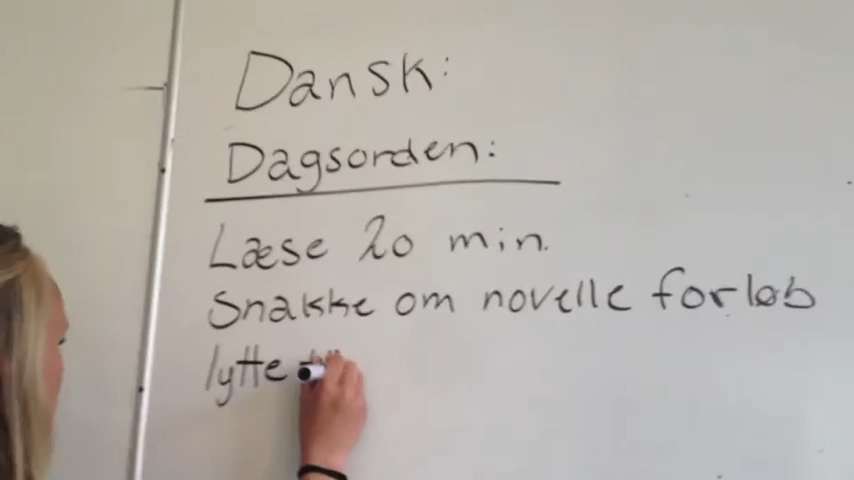 Dansk:
Dagsorden:
Læse 20 min.
Snakke om novelle forløb
lytte